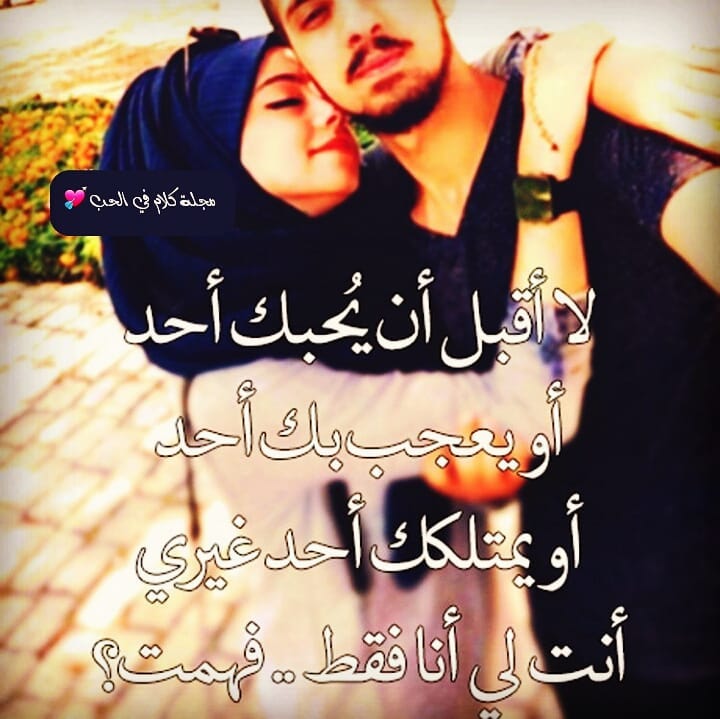 مجلة كلام في الحب 💘
لا أقبل أن يُحبك أحد
أو يعجب بك أحد
أو يمتلكك أحد غيري
أنت لي أنا فقط .. فهمت؟